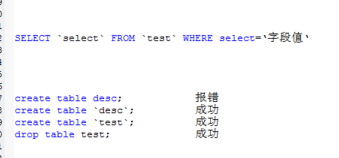 SELECT `select` FROM `test` WHERE select=‘字段值‘
create table desc; 报错
create table `desc`; 成功
create table `test`; 成功
drop table test; 成功